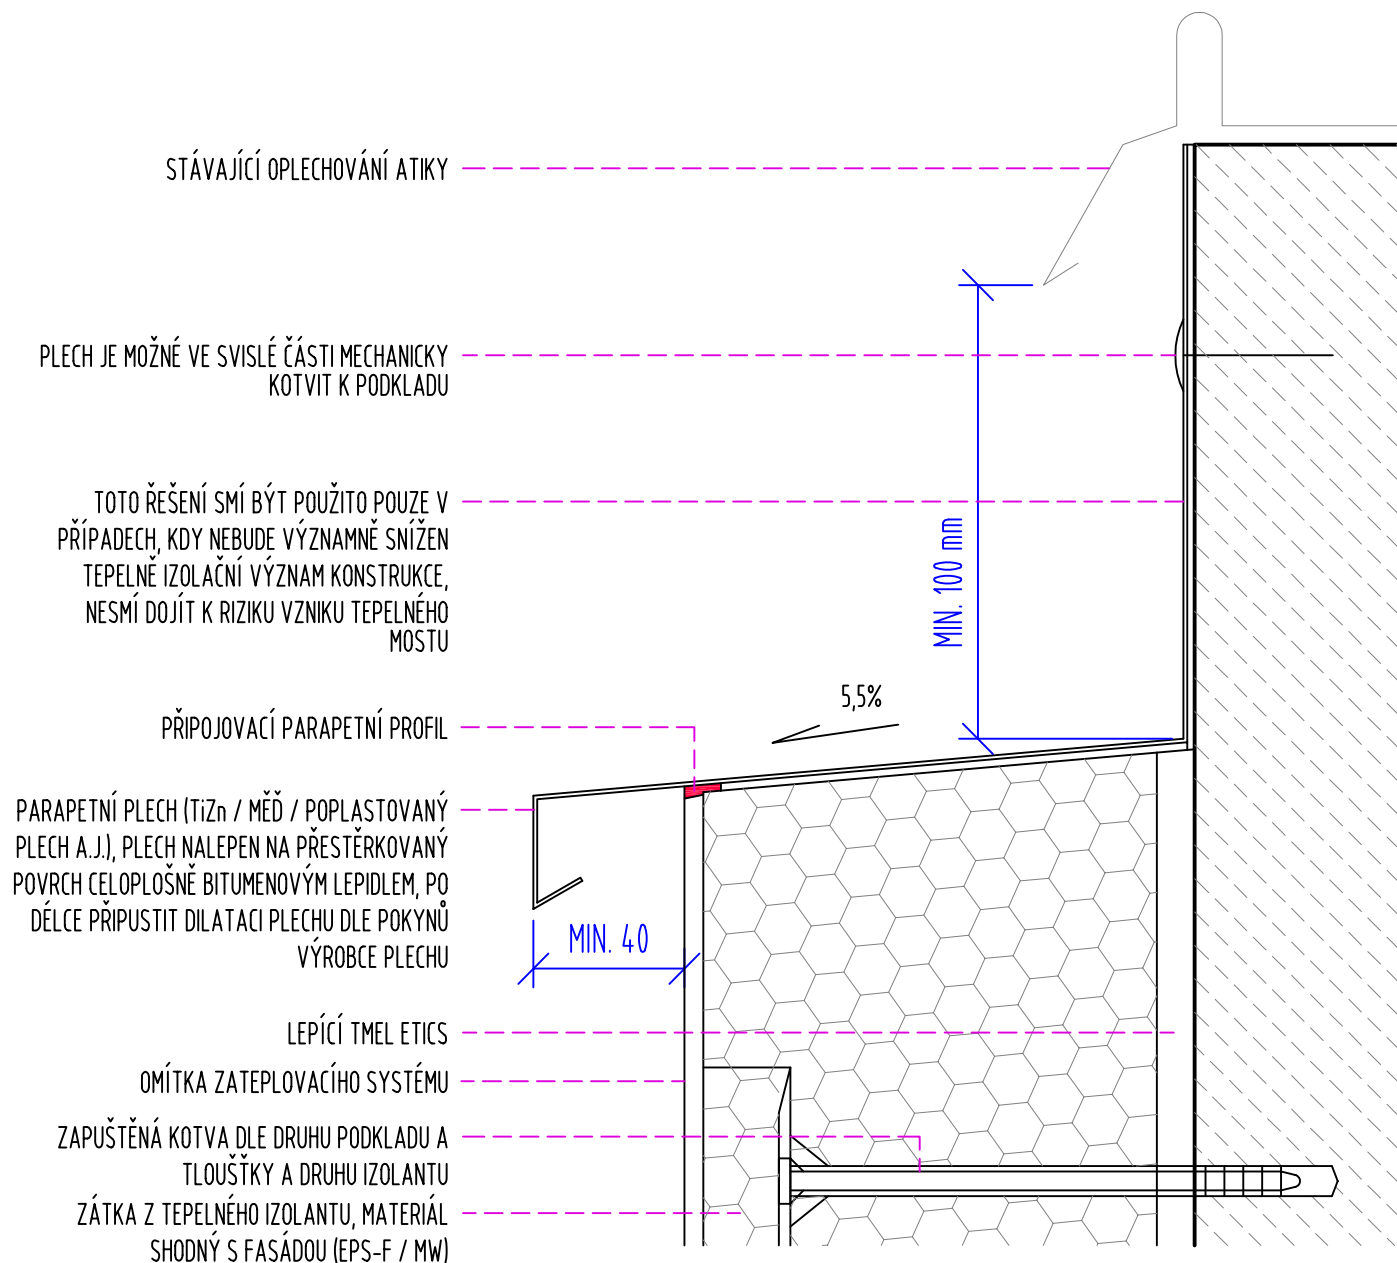 STÁVAJÍCÍ OPLECHOVÁNÍ ATIKY
PLECH JE MOŽNÉ VE SVISLÉ ČÁSTI MECHANICKY
KOTVIT K PODKLADU
TOTO ŘEŠENÍ SMÍ BÝT POUŽITO POUZE V
PŘÍPADECH, KDY NEBUDE VÝZNAMNĚ SNÍŽEN
TEPELNĚ IZOLAČNÍ VÝZNAM KONSTRUKCE,
NESMÍ DOJÍT K RIZIKU VZNIKU TEPELNÉHO
MOSTU
MIN. 100 mm
5,5%
PŘIPOJOVACÍ PARAPETNÍ PROFIL
PARAPETNÍ PLECH (TiZn / MĚĎ / POPLASTOVANÝ
PLECH A.J.), PLECH NALEPEN NA PŘESTĚRKOVANÝ
POVRCH CELOPLOŠNĚ BITUMENOVÝM LEPIDLEM, PO
DÉLCE PŘIPUSTIT DILATACI PLECHU DLE POKYNŮ
VÝROBCE PLECHU
MIN. 40
LEPÍCÍ TMEL ETICS
OMÍTKA ZATEPLOVACÍHO SYSTÉMU
ZAPUŠTĚNÁ KOTVA DLE DRUHU PODKLADU A
TLOUŠŤKY A DRUHU IZOLANTU
ZÁTKA Z TEPELNÉHO IZOLANTU, MATERIÁL
SHODNÝ S FASÁDOU (EPS-F / MW)